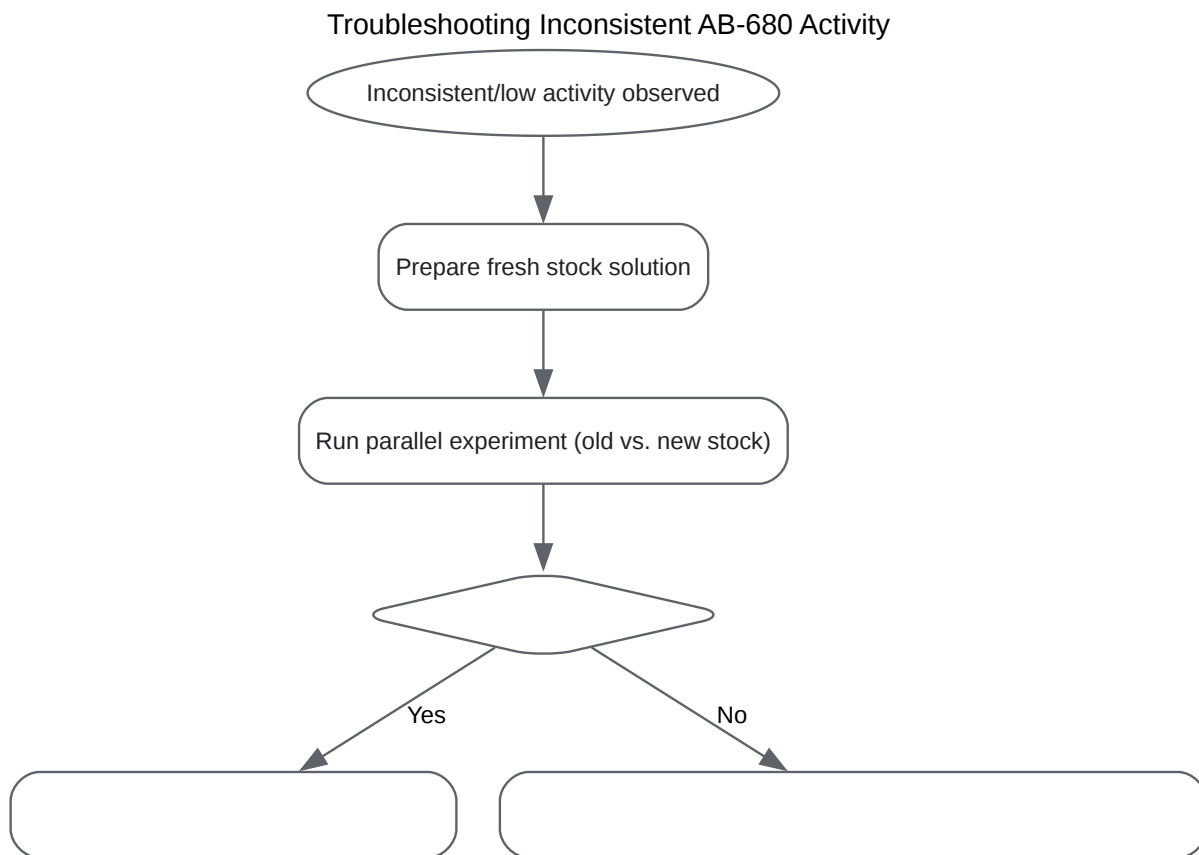 Troubleshooting Inconsistent AB-680 Activity
Inconsistent/low activity observed
Prepare fresh stock solution
Run parallel experiment (old vs. new stock)
Yes
No